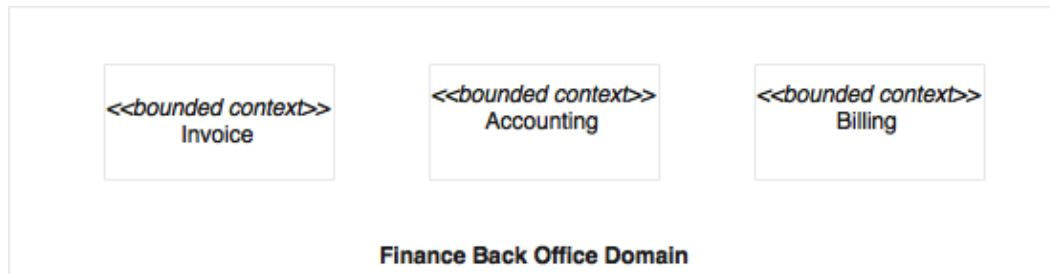 <<bounded context>>
Invoice
<<bounded context>>
Accounting
<<bounded context>>
Billing
Finance Back Office Domain